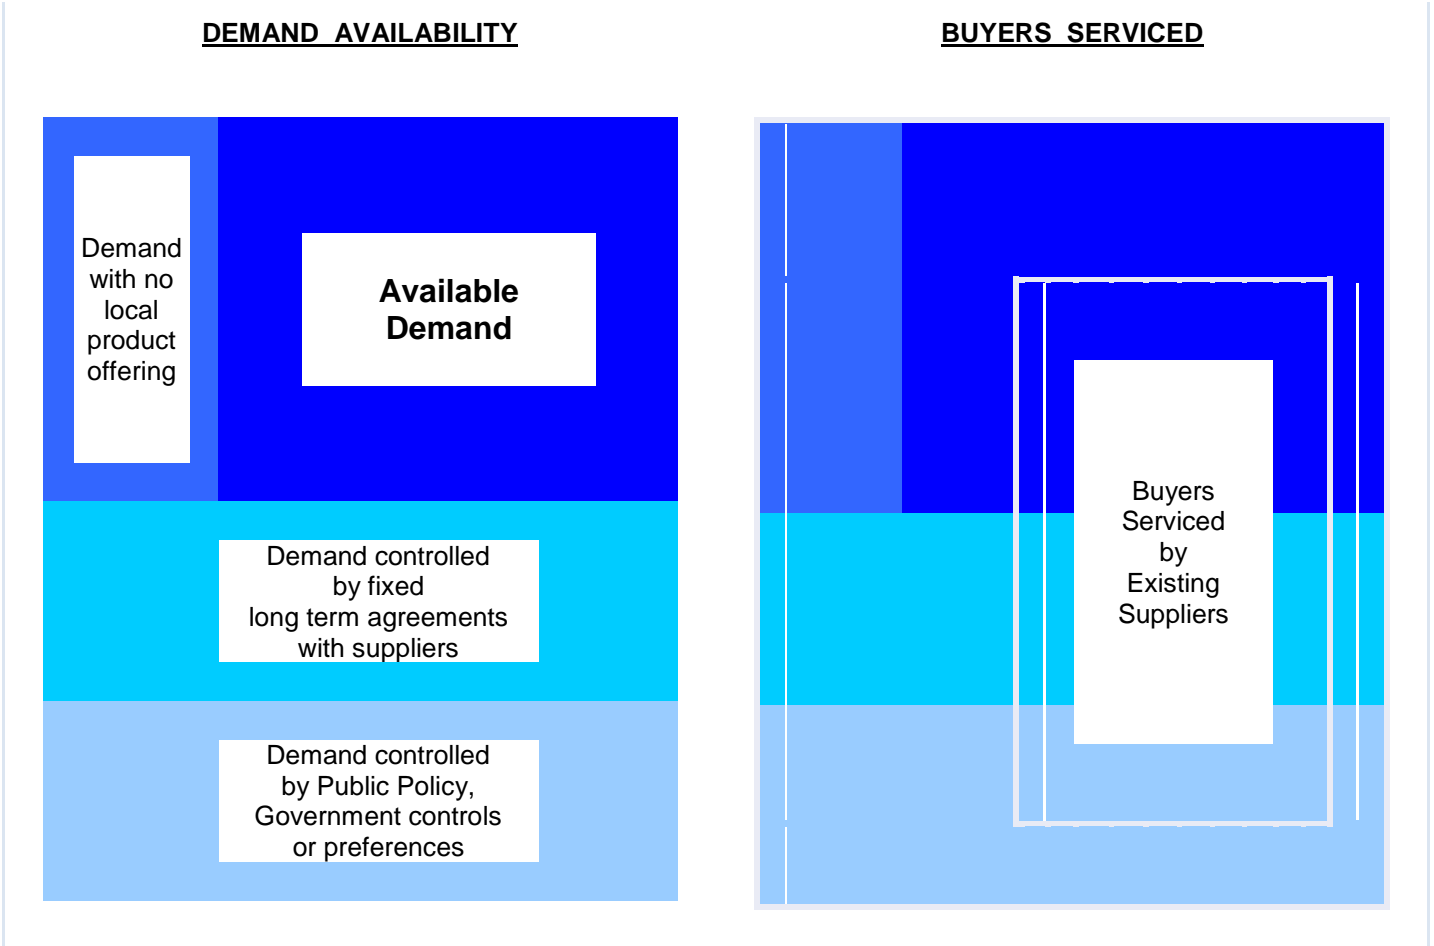 DEMAND AVAILABILITY
BUYERS SERVICED
Demand
with no
local
product
offering
Available
Demand
Demand controlled
by fixed
long term agreements
with suppliers
Demand controlled
by Public Policy,
Government controls
or preferences
Buyers
Serviced
by
Existing
Suppliers